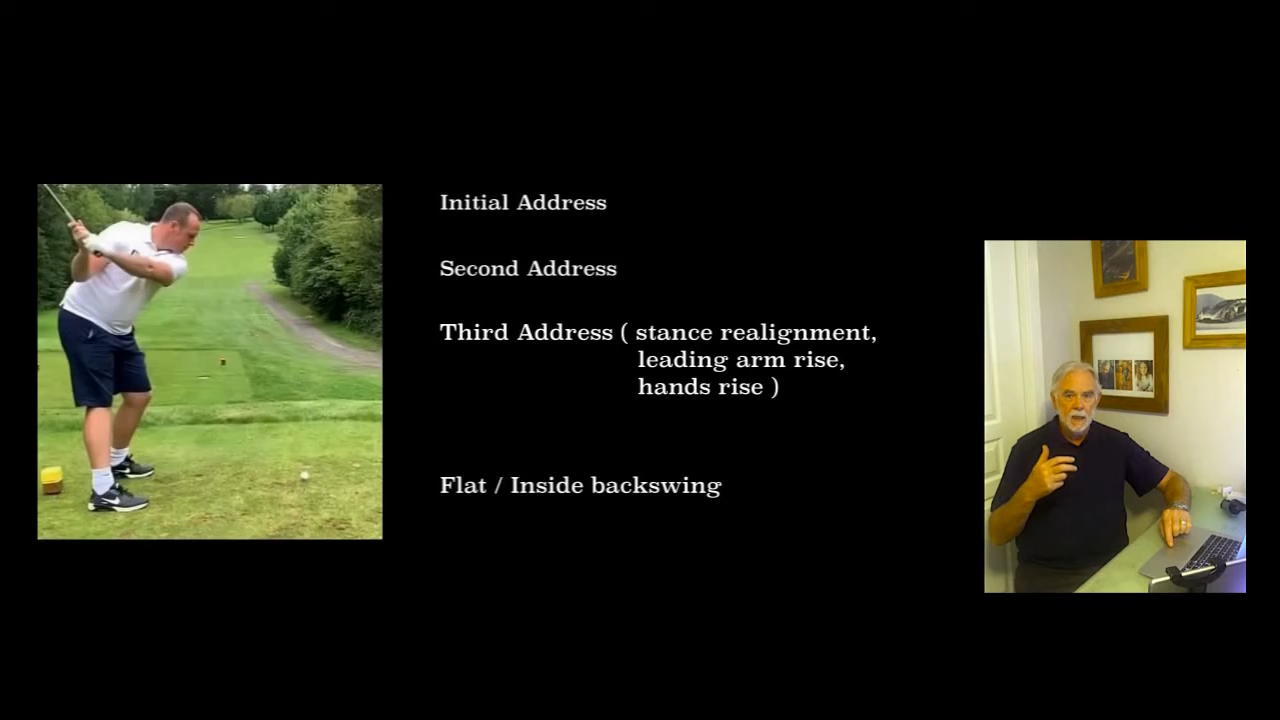 Initial Address
Second Address
Third Address ( stance realignment,
leading arm rise,
hands rise )
Flat / Inside backswing